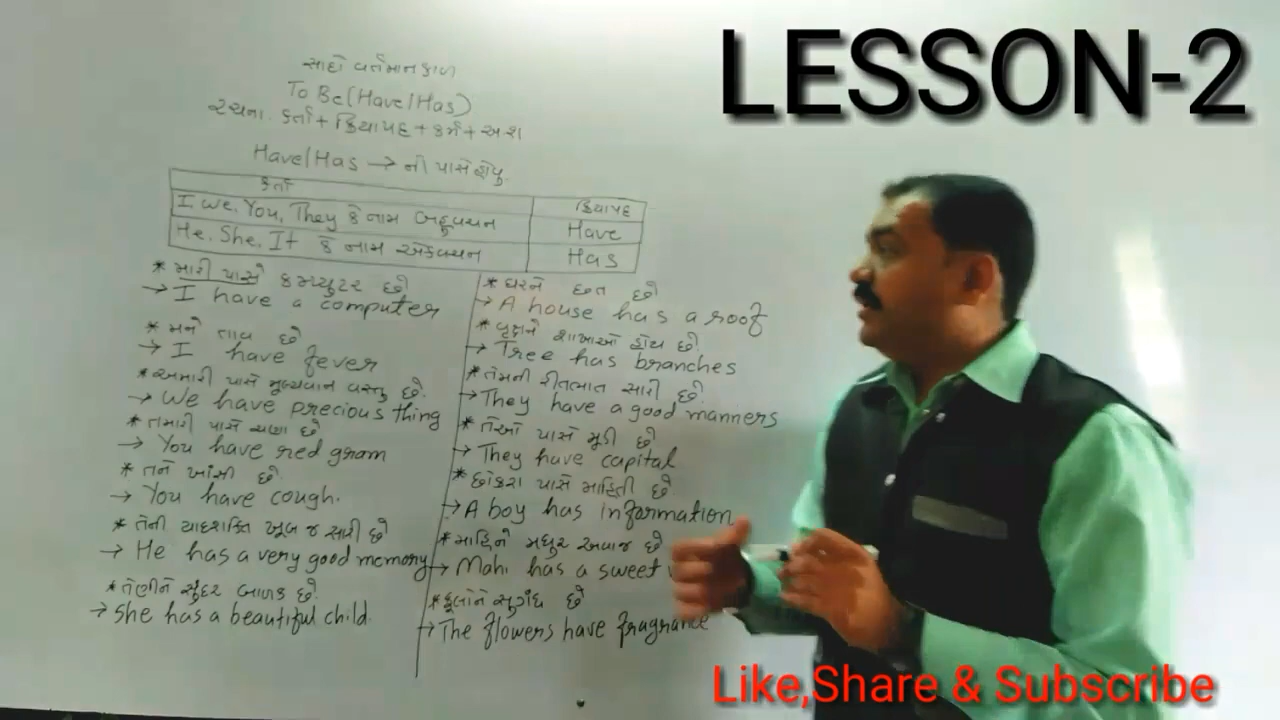 LESSON-2
સાદો વર્તમાનકાળ
To Be (Have/Has)
રચના. કર્તા + ક્રિયાપદ + કર્મ + અ.શ
Have/Has → ની પાસે હોવુ.
કર્તા ક્રિયાપદ
I, We, You, They કે નામ બહુવચન Have
He, She, It કે નામ એકવચન Has
* મારી પાસે કમ્પ્યુટર છે
→ I have a computer
* મને તાવ છે
→ I have fever
* અમારી પાસે મૂલ્યવાન વસ્તુ છે.
→ We have precious thing
* તમારી પાસે ચણા છે
→ You have red gram
* તને ખાંસી છે.
→ You have cough.
* તેની યાદશક્તિ ખૂબ જ સારી છે
→ He has a very good memory
* તેણીને સુંદર બાળક છે.
→ She has a beautiful child.
* ઘરને છત છે
→ A house has a roof
* વૃક્ષને શાખાઓ હોય છે.
→ Tree has branches
* તેમની રીતભાત સારી છે.
→ They have a good manners
* તેઓ પાસે મૂડી છે
→ They have capital
* છોકરા પાસે માહિતી છે.
→ A boy has information
* માહિને મધુર અવાજ છે
→ Mahi has a sweet
* ફૂલોને સુગંધ છે
→ The flowers have fragrance
Like,Share & Subscribe